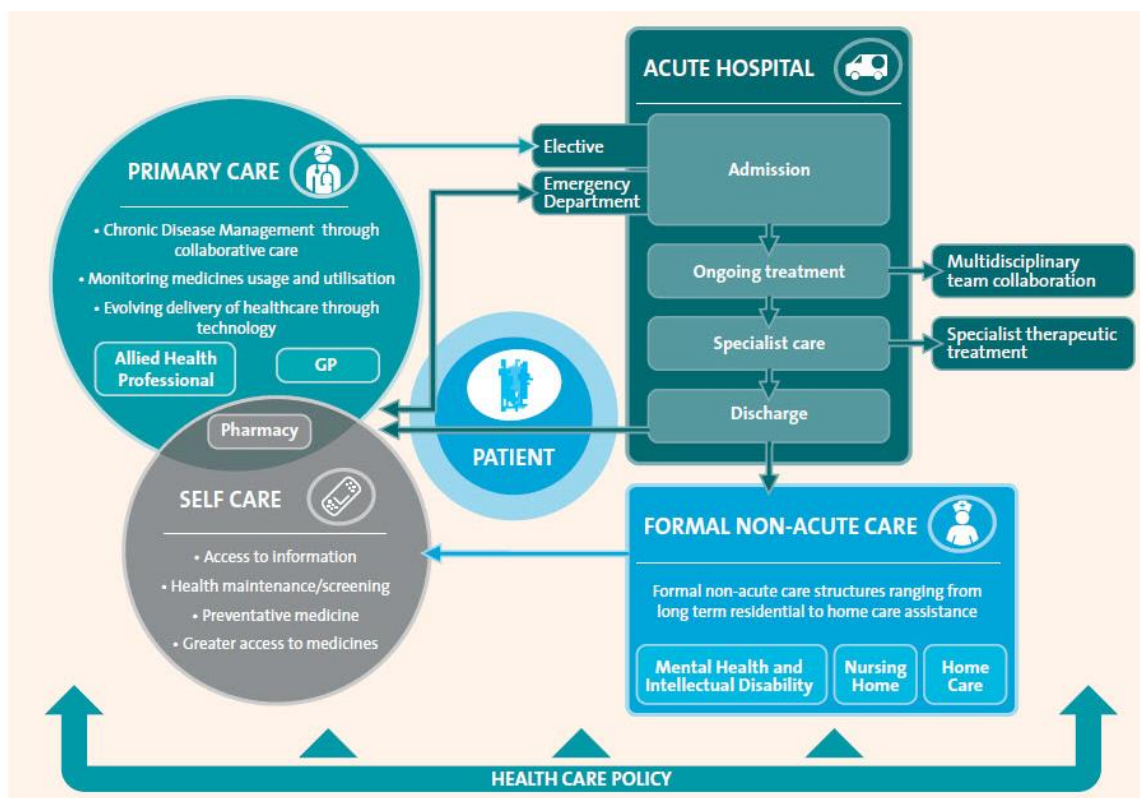 PRIMARY CARE
• Chronic Disease Management through
collaborative care
• Monitoring medicines usage and utilisation
• Evolving delivery of healthcare through
technology
Allied Health
Professional
GP
Pharmacy
SELF CARE
• Access to information
• Health maintenance/screening
• Preventative medicine
• Greater access to medicines
PATIENT
ACUTE HOSPITAL
Elective
Emergency
Department
Admission
Ongoing treatment
Multidisciplinary
team collaboration
Specialist care
Specialist therapeutic
treatment
Discharge
FORMAL NON-ACUTE CARE
Formal non-acute care structures ranging from
long term residential to home care assistance
Mental Health and
Intellectual Disability
Nursing
Home
Home
Care
HEALTH CARE POLICY